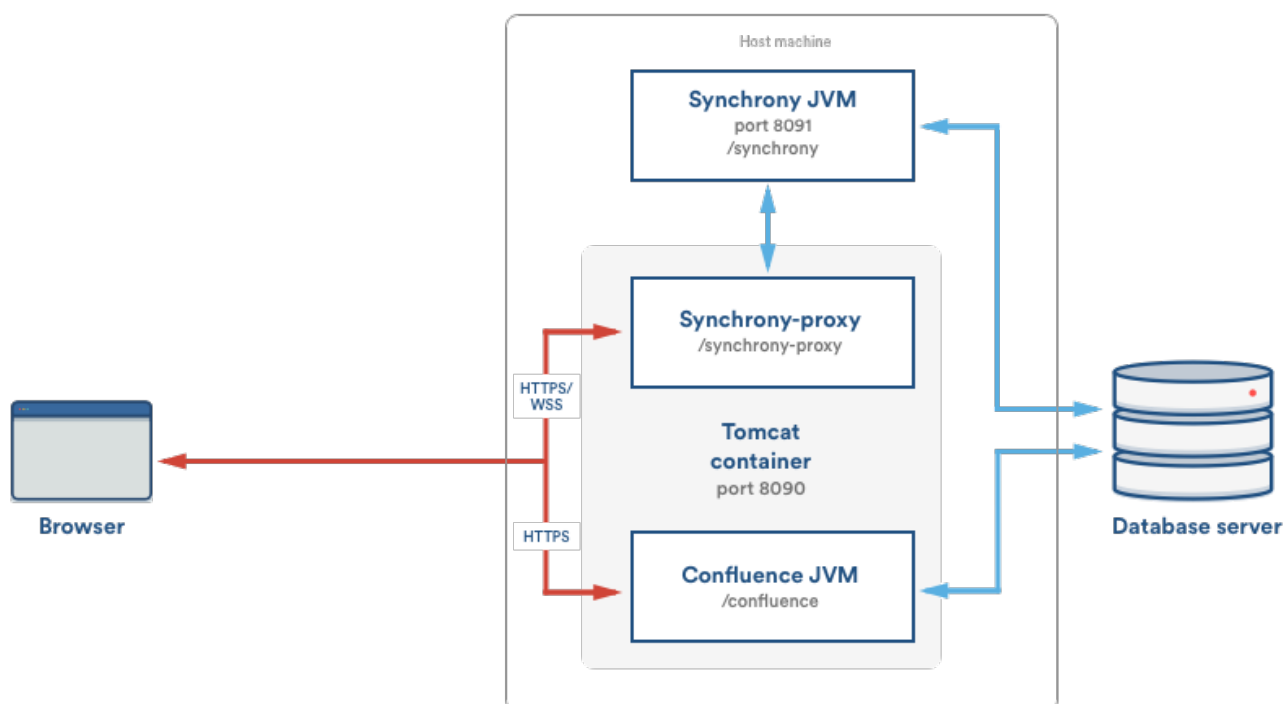 Host machine
Synchrony JVM
port 8091
/synchrony
Synchrony-proxy
/synchrony-proxy
HTTPS/
WSS
Tomcat
container
port 8090
Browser
HTTPS
Database server
Confluence JVM
/confluence